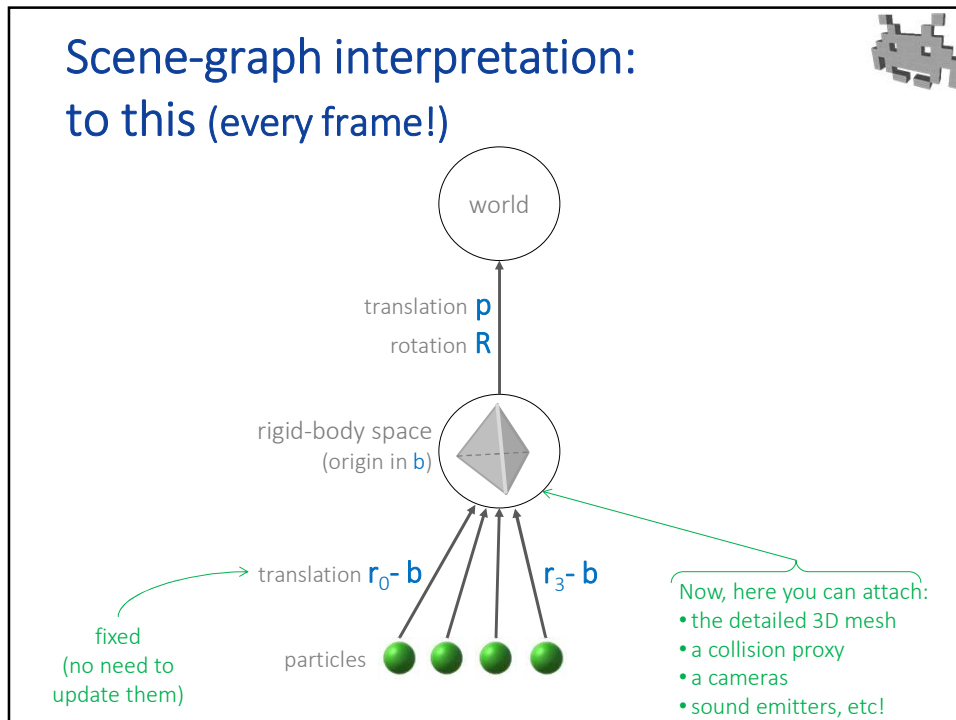 Scene-graph interpretation:
to this (every frame!)
world
translation p
rotation R
rigid-body space
(origin in b)
translation r₀- b
r₃- b
fixed
(no need to
update them)
particles
Now, here you can attach:
• the detailed 3D mesh
• a collision proxy
• a cameras
• sound emitters, etc!